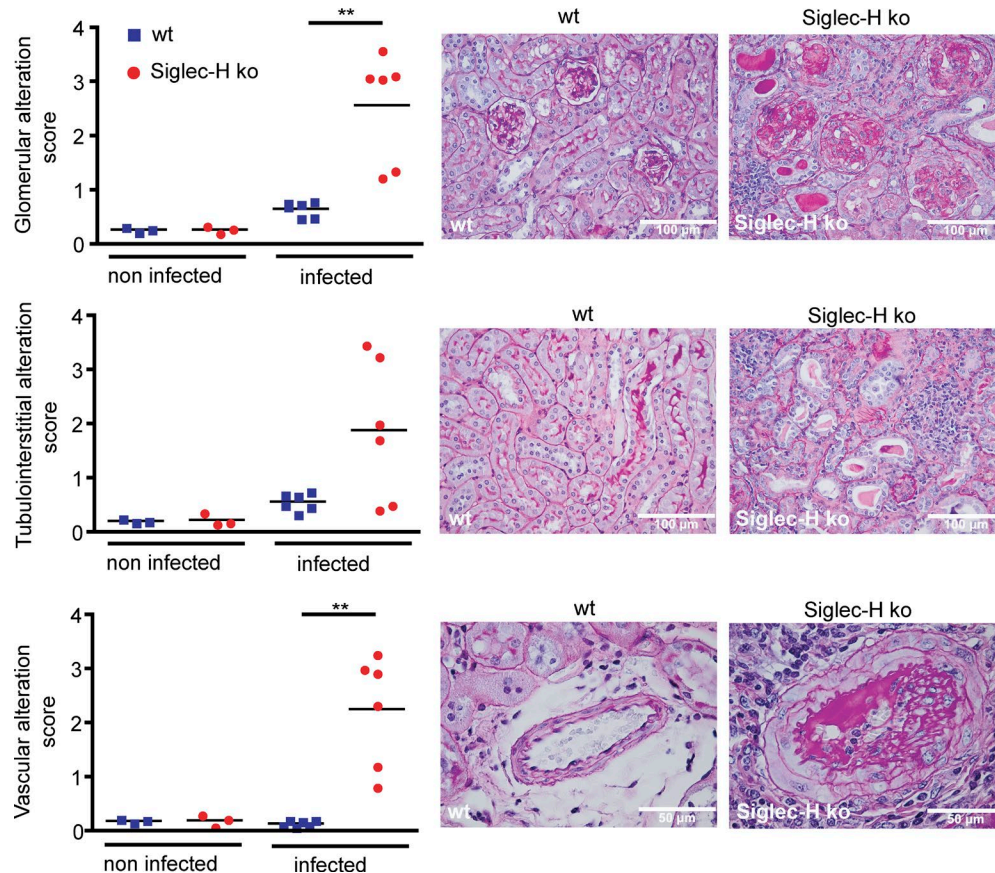 Glomerular alteration
score
4
3
2
1
0
wt
Siglec-H ko
**
non infected
infected
wt
wt
100 µm
Siglec-H ko
Siglec-H ko
100 µm
Tubulointerstitial alteration
score
4
3
2
1
0
non infected
infected
wt
wt
100 µm
Siglec-H ko
Siglec-H ko
100 µm
Vascular alteration
score
4
3
2
1
0
**
non infected
infected
wt
wt
50 µm
Siglec-H ko
Siglec-H ko
50 µm